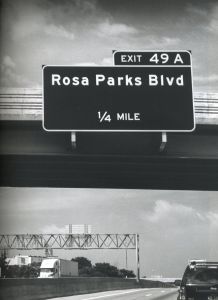 EXIT 49 A
Rosa Parks Blvd
1/4 MILE